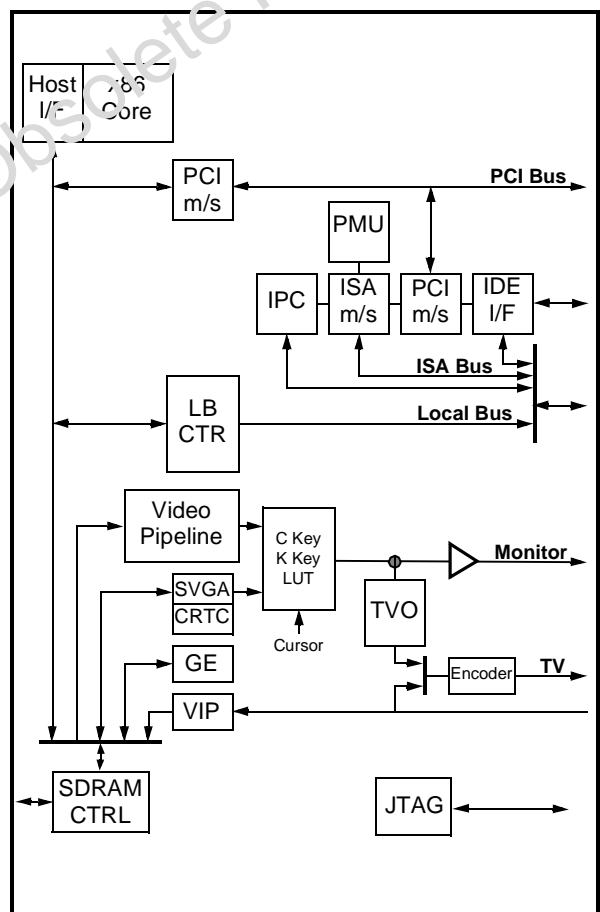 Obsolete
Host
I/F
x86
Core
PCI
m/s
PCI Bus
PMU
IPC
ISA
m/s
PCI
m/s
IDE
I/F
ISA Bus
LB
CTR
Local Bus
Video
Pipeline
C Key
K Key
LUT
Monitor
SVGA
CRTC
TVO
Cursor
GE
Encoder
TV
VIP
SDRAM
CTRL
JTAG